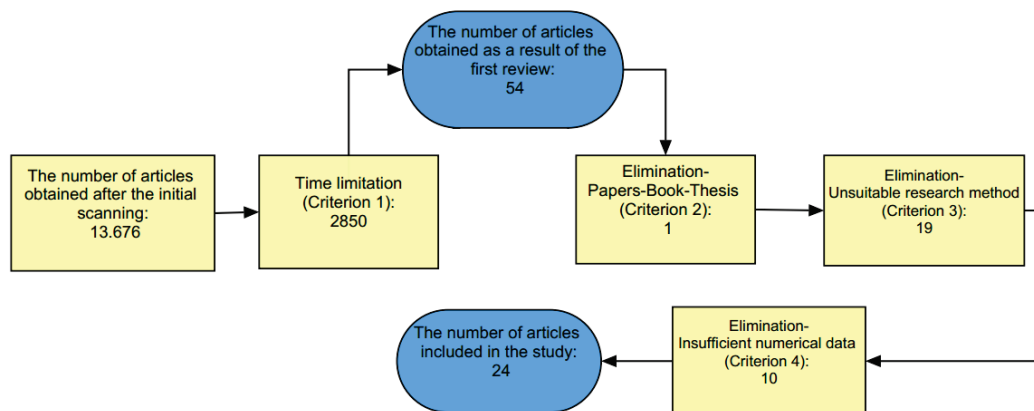 The number of articles
obtained as a result of the
first review:
54
The number of articles
obtained after the initial
scanning:
13.676
Time limitation
(Criterion 1):
2850
Elimination-
Papers-Book-Thesis
(Criterion 2):
1
Elimination-
Unsuitable research method
(Criterion 3):
19
The number of articles
included in the study:
24
Elimination-
Insufficient numerical data
(Criterion 4):
10